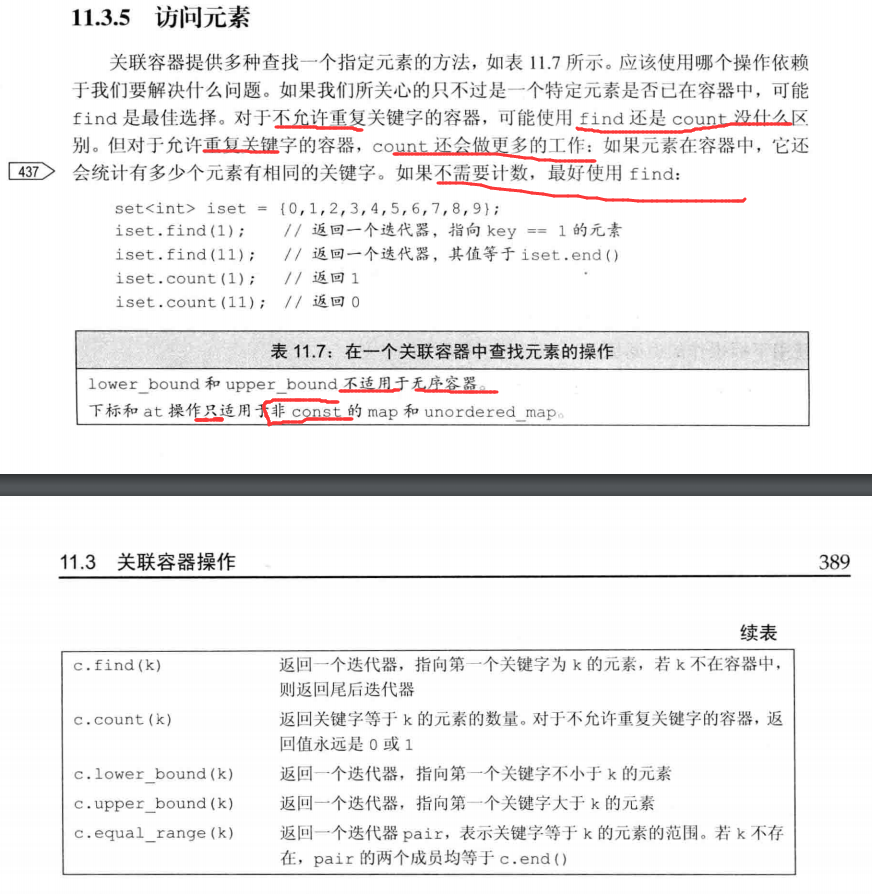 11.3.5 访问元素
关联容器提供多种查找一个指定元素的方法，如表 11.7 所示。应该使用哪个操作依赖
于我们要解决什么问题。如果我们所关心的只不过是一个特定元素是否已在容器中，可能
find 是最佳选择。对于不允许重复关键字的容器，可能使用 find 还是 count 没什么区
别。但对于允许重复关键字的容器，count 还会做更多的工作：如果元素在容器中，它还
437 会统计有多少个元素有相同的关键字。如果不需要计数，最好使用 find：
set<int> iset = {0,1,2,3,4,5,6,7,8,9};
iset.find(1); // 返回一个迭代器，指向 key == 1 的元素
iset.find(11); // 返回一个迭代器，其值等于 iset.end()
iset.count(1); // 返回 1
iset.count(11); // 返回 0
表 11.7：在一个关联容器中查找元素的操作
lower_bound 和 upper_bound 不适用于无序容器。
下标和 at 操作只适用于非 const 的 map 和 unordered_map。
11.3 关联容器操作 389
续表
c.find(k) 返回一个迭代器，指向第一个关键字为 k 的元素，若 k 不在容器中，
则返回尾后迭代器
c.count(k) 返回关键字等于 k 的元素的数量。对于不允许重复关键字的容器，返
回值永远是 0 或 1
c.lower_bound(k) 返回一个迭代器，指向第一个关键字不小于 k 的元素
c.upper_bound(k) 返回一个迭代器，指向第一个关键字大于 k 的元素
c.equal_range(k) 返回一个迭代器 pair，表示关键字等于 k 的元素的范围。若 k 不存
在，pair 的两个成员均等于 c.end()